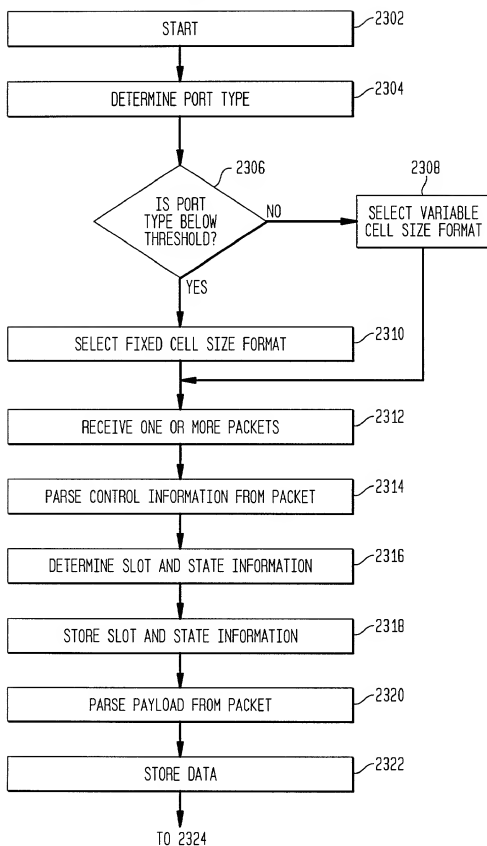 START
2302
DETERMINE PORT TYPE
2304
2306
IS PORT
TYPE BELOW
THRESHOLD?
NO
YES
2308
SELECT VARIABLE
CELL SIZE FORMAT
SELECT FIXED CELL SIZE FORMAT
2310
RECEIVE ONE OR MORE PACKETS
2312
PARSE CONTROL INFORMATION FROM PACKET
2314
DETERMINE SLOT AND STATE INFORMATION
2316
STORE SLOT AND STATE INFORMATION
2318
PARSE PAYLOAD FROM PACKET
2320
STORE DATA
2322
TO 2324